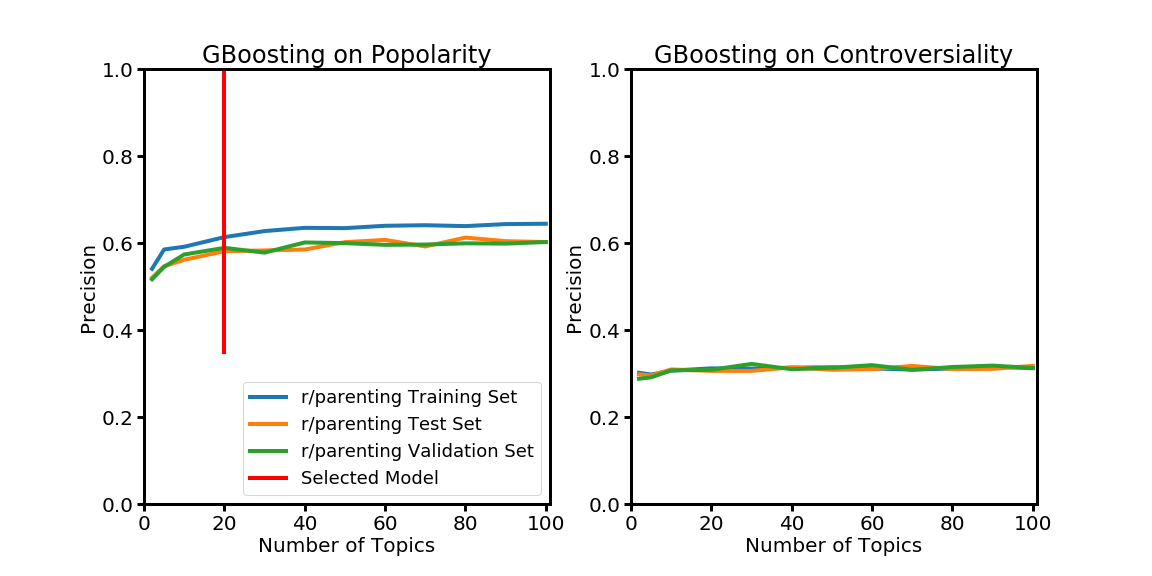 GBoosting on Popolarity
1.0
0.8
0.6
0.4
0.2
0.0
Precision
0
20
40
60
80
100
Number of Topics
r/parenting Training Set
r/parenting Test Set
r/parenting Validation Set
Selected Model
GBoosting on Controversiality
1.0
0.8
0.6
0.4
0.2
0.0
Precision
0
20
40
60
80
100
Number of Topics